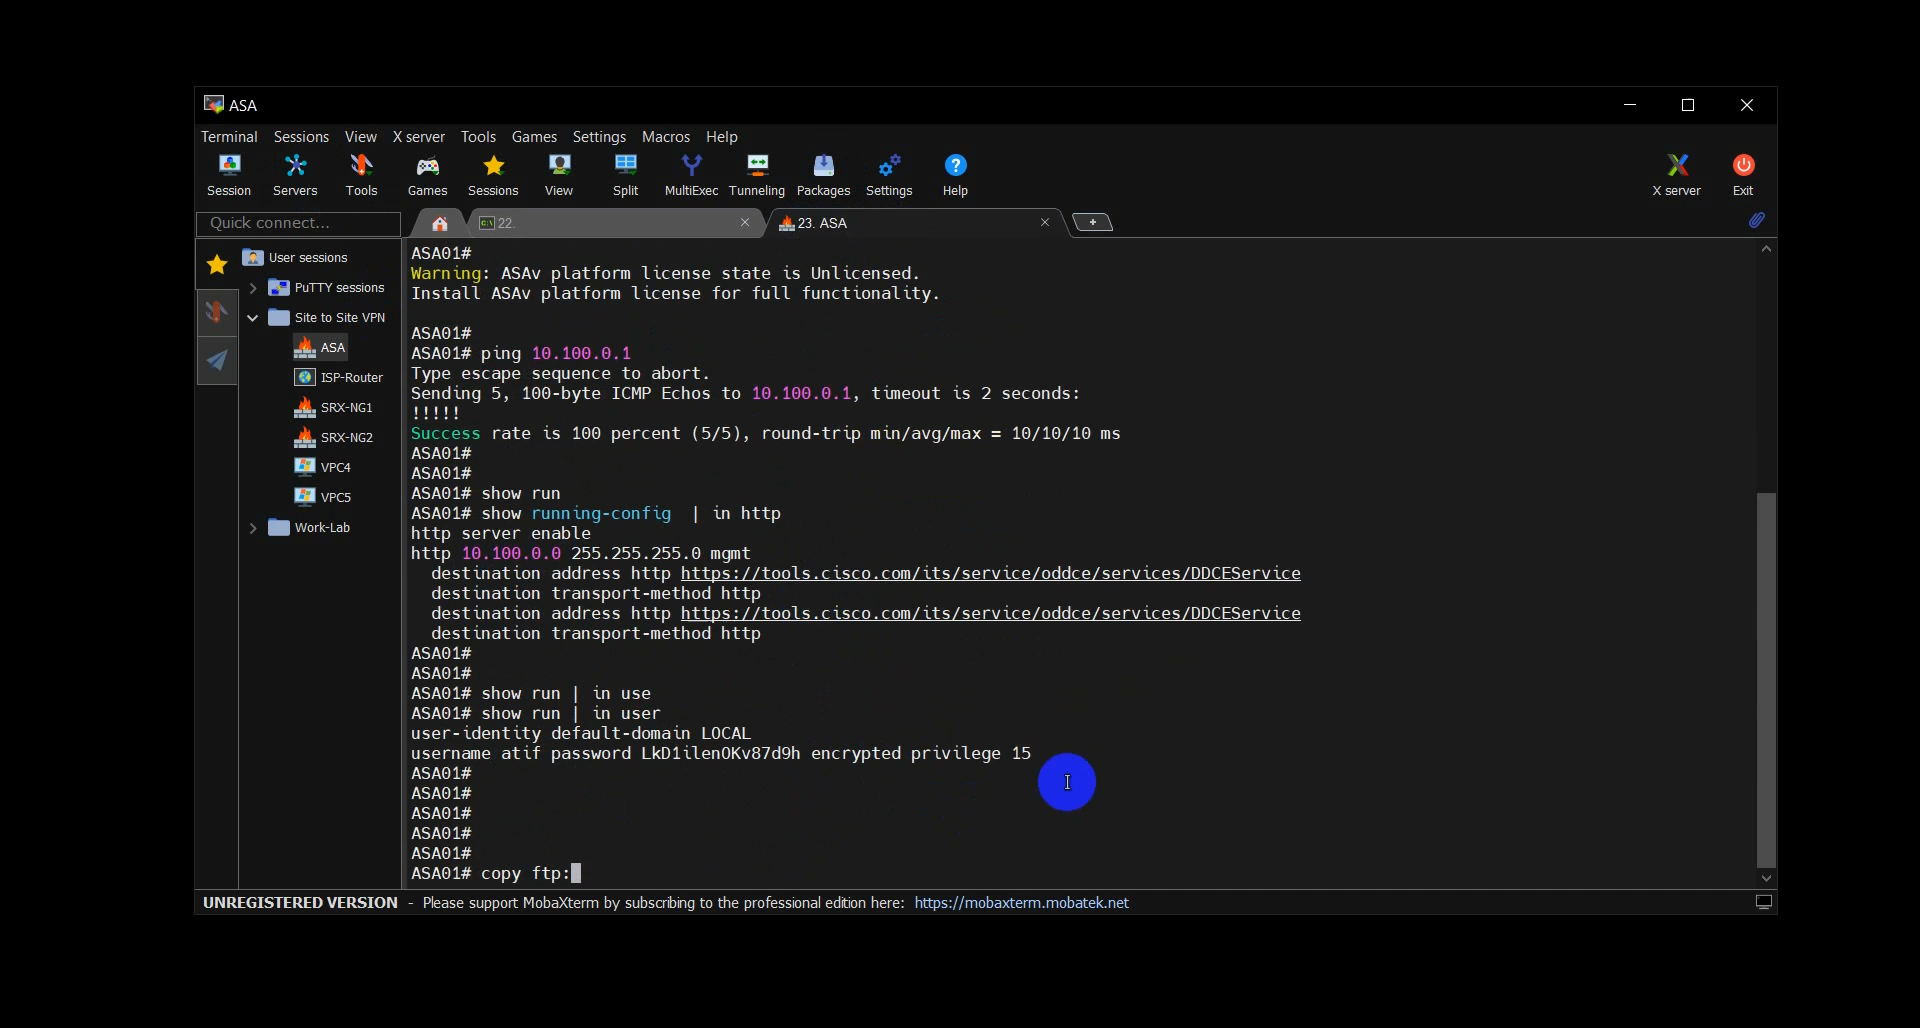 ASA
Terminal Sessions View X server Tools Games Settings Macros Help
Session Servers Tools Games Sessions View Split MultiExec Tunneling Packages Settings Help X server Exit
Quick connect...
22.
23. ASA
User sessions
PuTTY sessions
Site to Site VPN
ASA
ISP-Router
SRX-NG1
SRX-NG2
VPC4
VPC5
Work-Lab
ASA01#
Warning: ASAv platform license state is Unlicensed.
Install ASAv platform license for full functionality.
ASA01#
ASA01# ping 10.100.0.1
Type escape sequence to abort.
Sending 5, 100-byte ICMP Echos to 10.100.0.1, timeout is 2 seconds:
!!!!!
Success rate is 100 percent (5/5), round-trip min/avg/max = 10/10/10 ms
ASA01#
ASA01#
ASA01# show run
ASA01# show running-config  | in http
http server enable
http 10.100.0.0 255.255.255.0 mgmt
  destination address http https://tools.cisco.com/its/service/oddce/services/DDCEService
  destination transport-method http
  destination address http https://tools.cisco.com/its/service/oddce/services/DDCEService
  destination transport-method http
ASA01#
ASA01#
ASA01# show run | in use
ASA01# show run | in user
user-identity default-domain LOCAL
username atif password LkD1ilenOKv87d9h encrypted privilege 15
ASA01#
ASA01#
ASA01#
ASA01#
ASA01#
ASA01# copy ftp:
UNREGISTERED VERSION - Please support MobaXterm by subscribing to the professional edition here: https://mobaxterm.mobatek.net